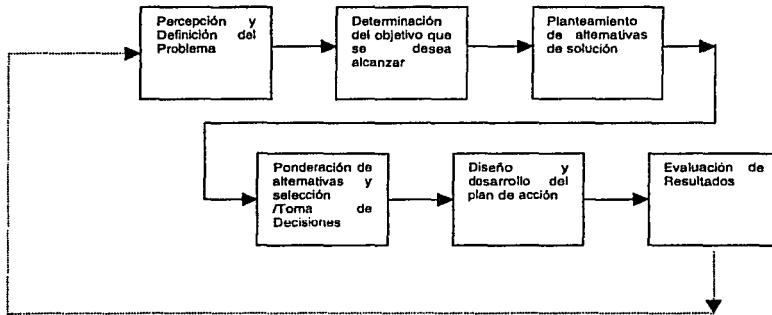 Percepción y
Definición del
Problema
Determinación
del objetivo que
se desea
alcanzar
Planteamiento
de alternativas
de solución
Ponderación de
alternativas y
selección
/Toma de
Decisiones
Diseño y
desarrollo del
plan de acción
Evaluación de
Resultados